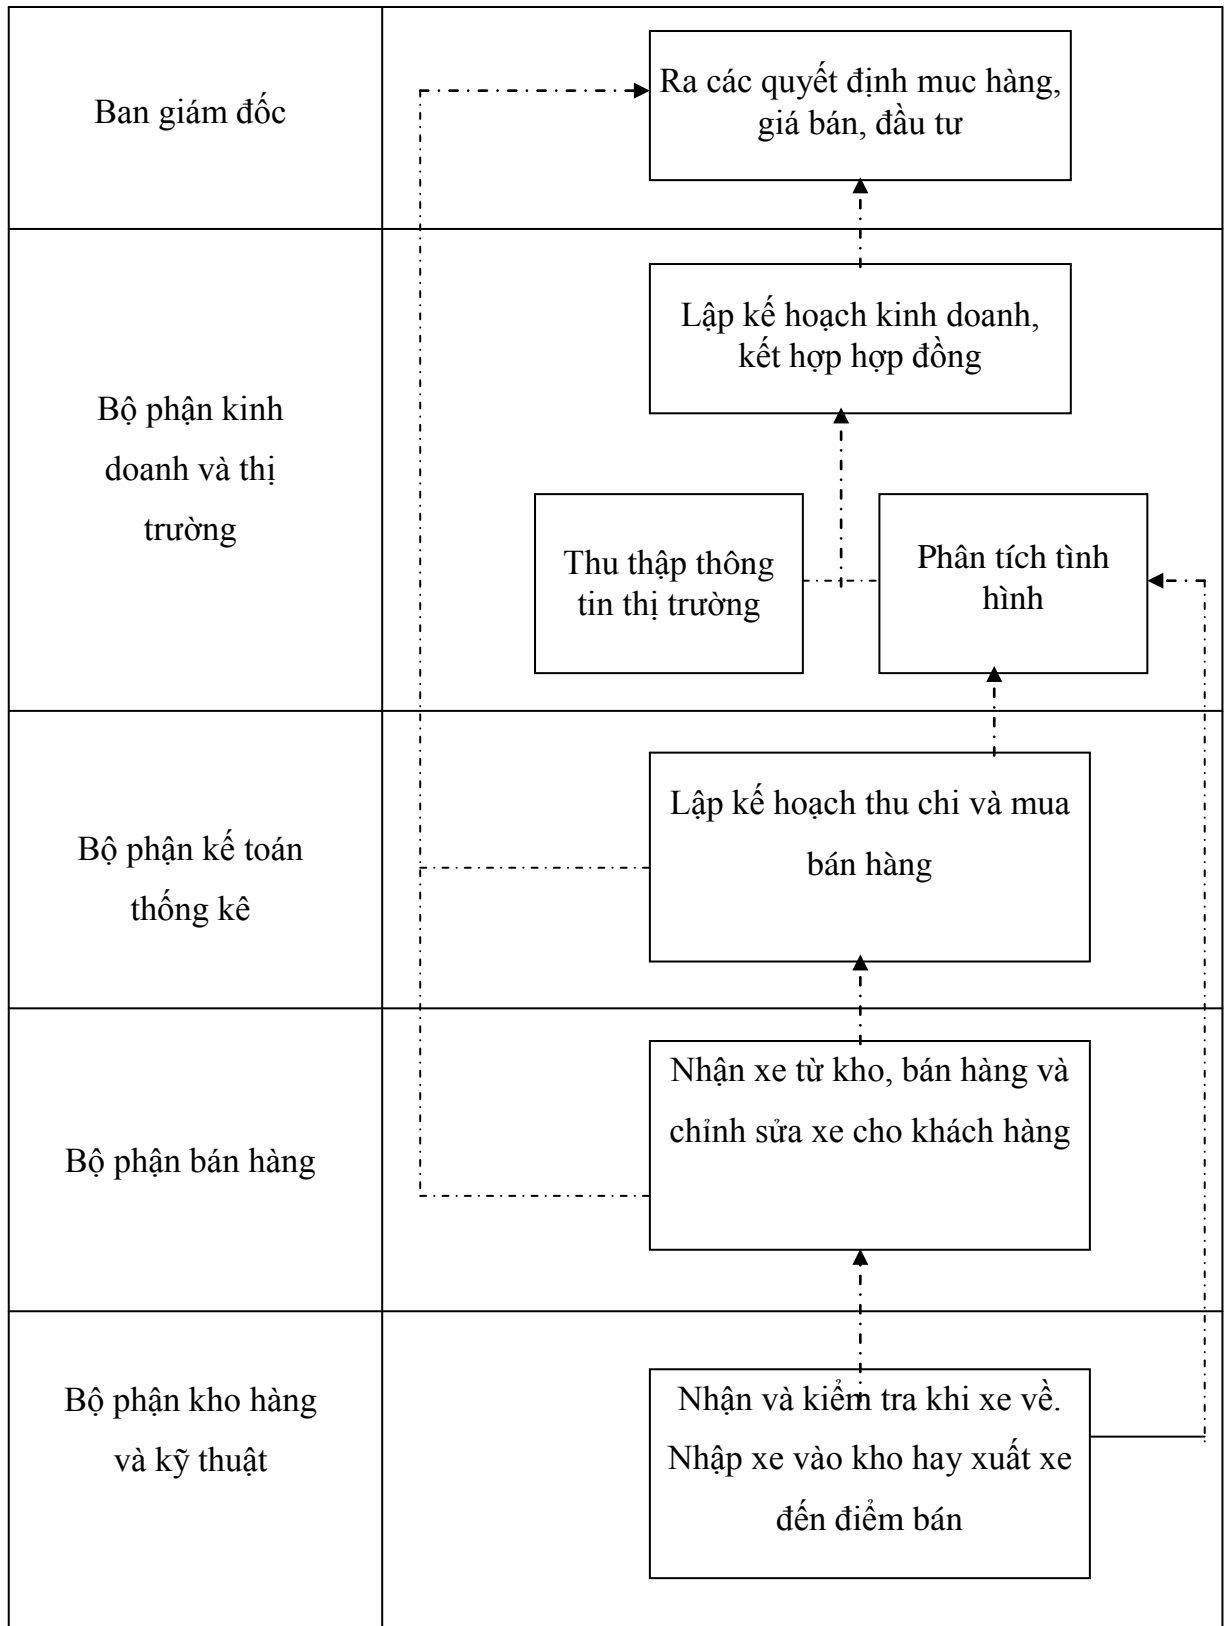 Ban giám đốc
Ra các quyết định muc hàng,
giá bán, đầu tư
Bộ phận kinh
doanh và thị
trường
Lập kế hoạch kinh doanh,
kết hợp hợp đồng
Thu thập thông
tin thị trường
Phân tích tình
hình
Bộ phận kế toán
thống kê
Lập kế hoạch thu chi và mua
bán hàng
Bộ phận bán hàng
Nhận xe từ kho, bán hàng và
chỉnh sửa xe cho khách hàng
Bộ phận kho hàng
và kỹ thuật
Nhận và kiểm tra khi xe về.
Nhập xe vào kho hay xuất xe
đến điểm bán